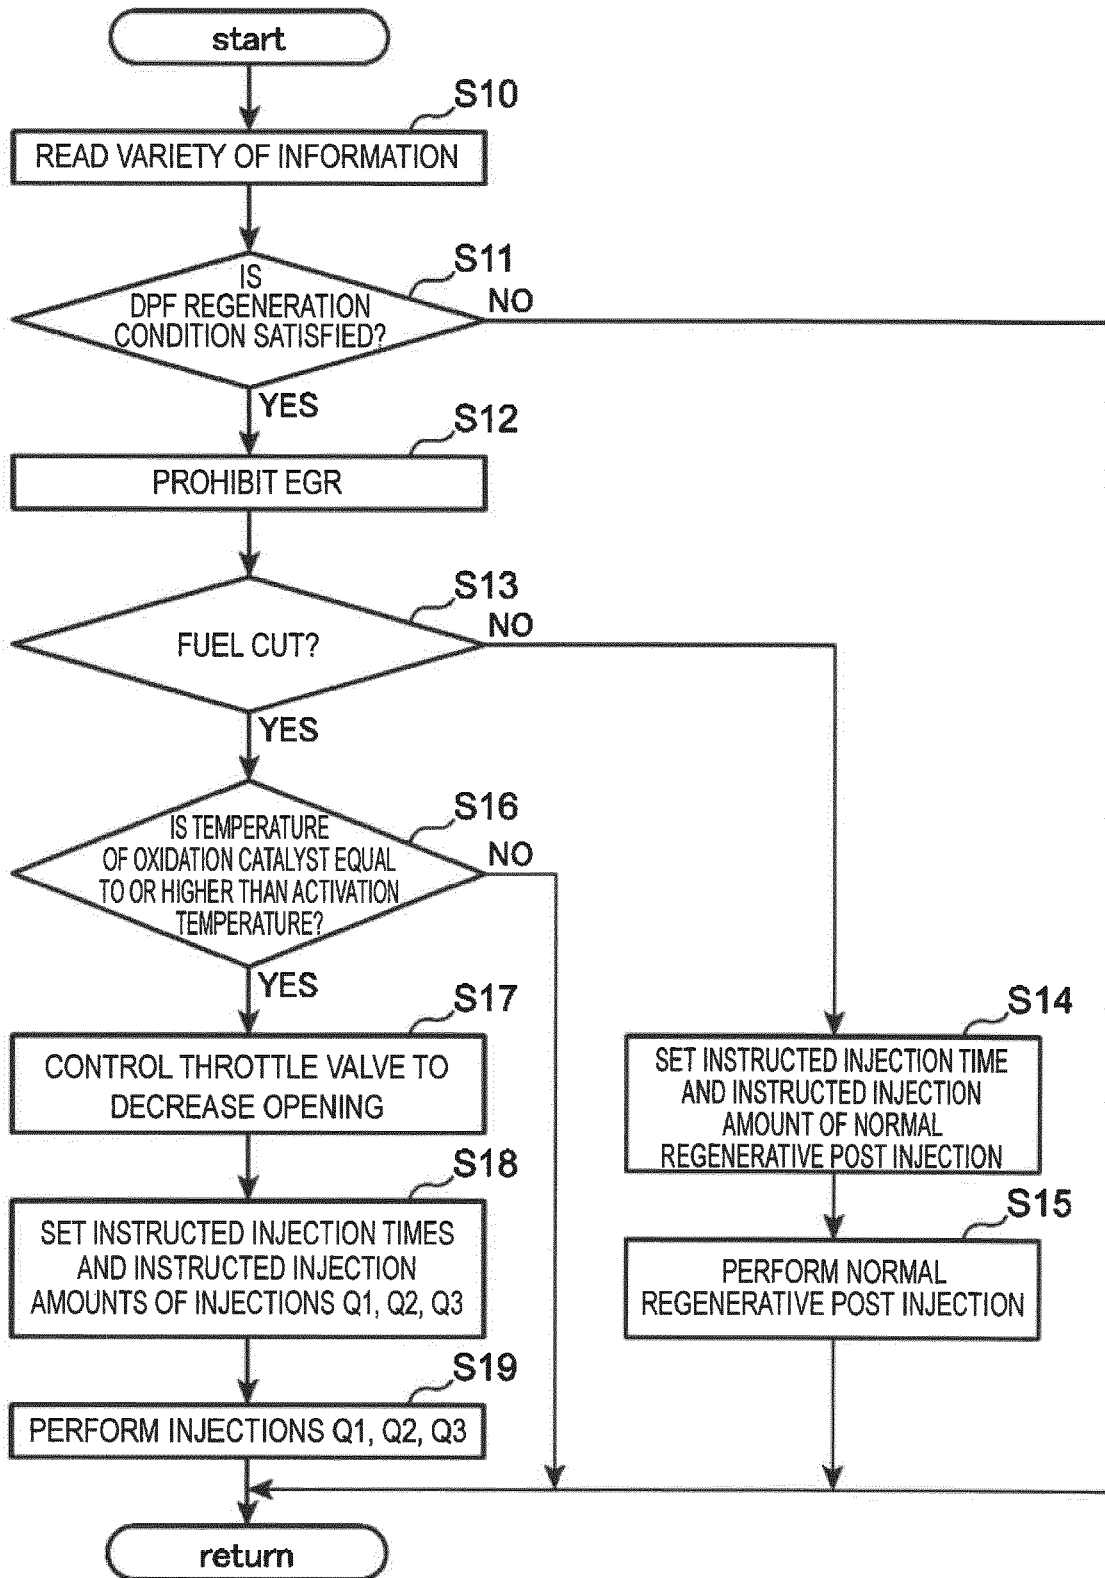 start
S10
READ VARIETY OF INFORMATION
S11
IS
DPF REGENERATION
CONDITION SATISFIED?
NO
YES
S12
PROHIBIT EGR
S13
FUEL CUT?
NO
YES
S16
IS TEMPERATURE
OF OXIDATION CATALYST EQUAL
TO OR HIGHER THAN ACTIVATION
TEMPERATURE?
NO
YES
S17
CONTROL THROTTLE VALVE TO
DECREASE OPENING
S14
SET INSTRUCTED INJECTION TIME
AND INSTRUCTED INJECTION
AMOUNT OF NORMAL
REGENERATIVE POST INJECTION
S18
SET INSTRUCTED INJECTION TIMES
AND INSTRUCTED INJECTION
AMOUNTS OF INJECTIONS Q1, Q2, Q3
S15
PERFORM NORMAL
REGENERATIVE POST INJECTION
S19
PERFORM INJECTIONS Q1, Q2, Q3
return